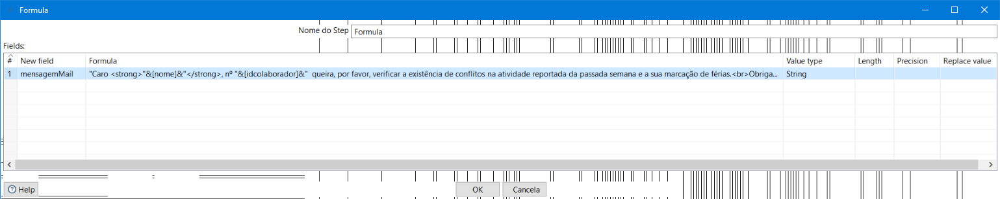 Formula
Nome do Step Formula
Fields:
# New field Formula Value type Length Precision Replace value
1 mensagemMail "Caro <strong>"&[nome]&"</strong>, nº "&[idcolaborador]&"  queira, por favor, verificar a existência de conflitos na atividade reportada da passada semana e a sua marcação de férias.<br>Obriga... String
Help OK Cancela